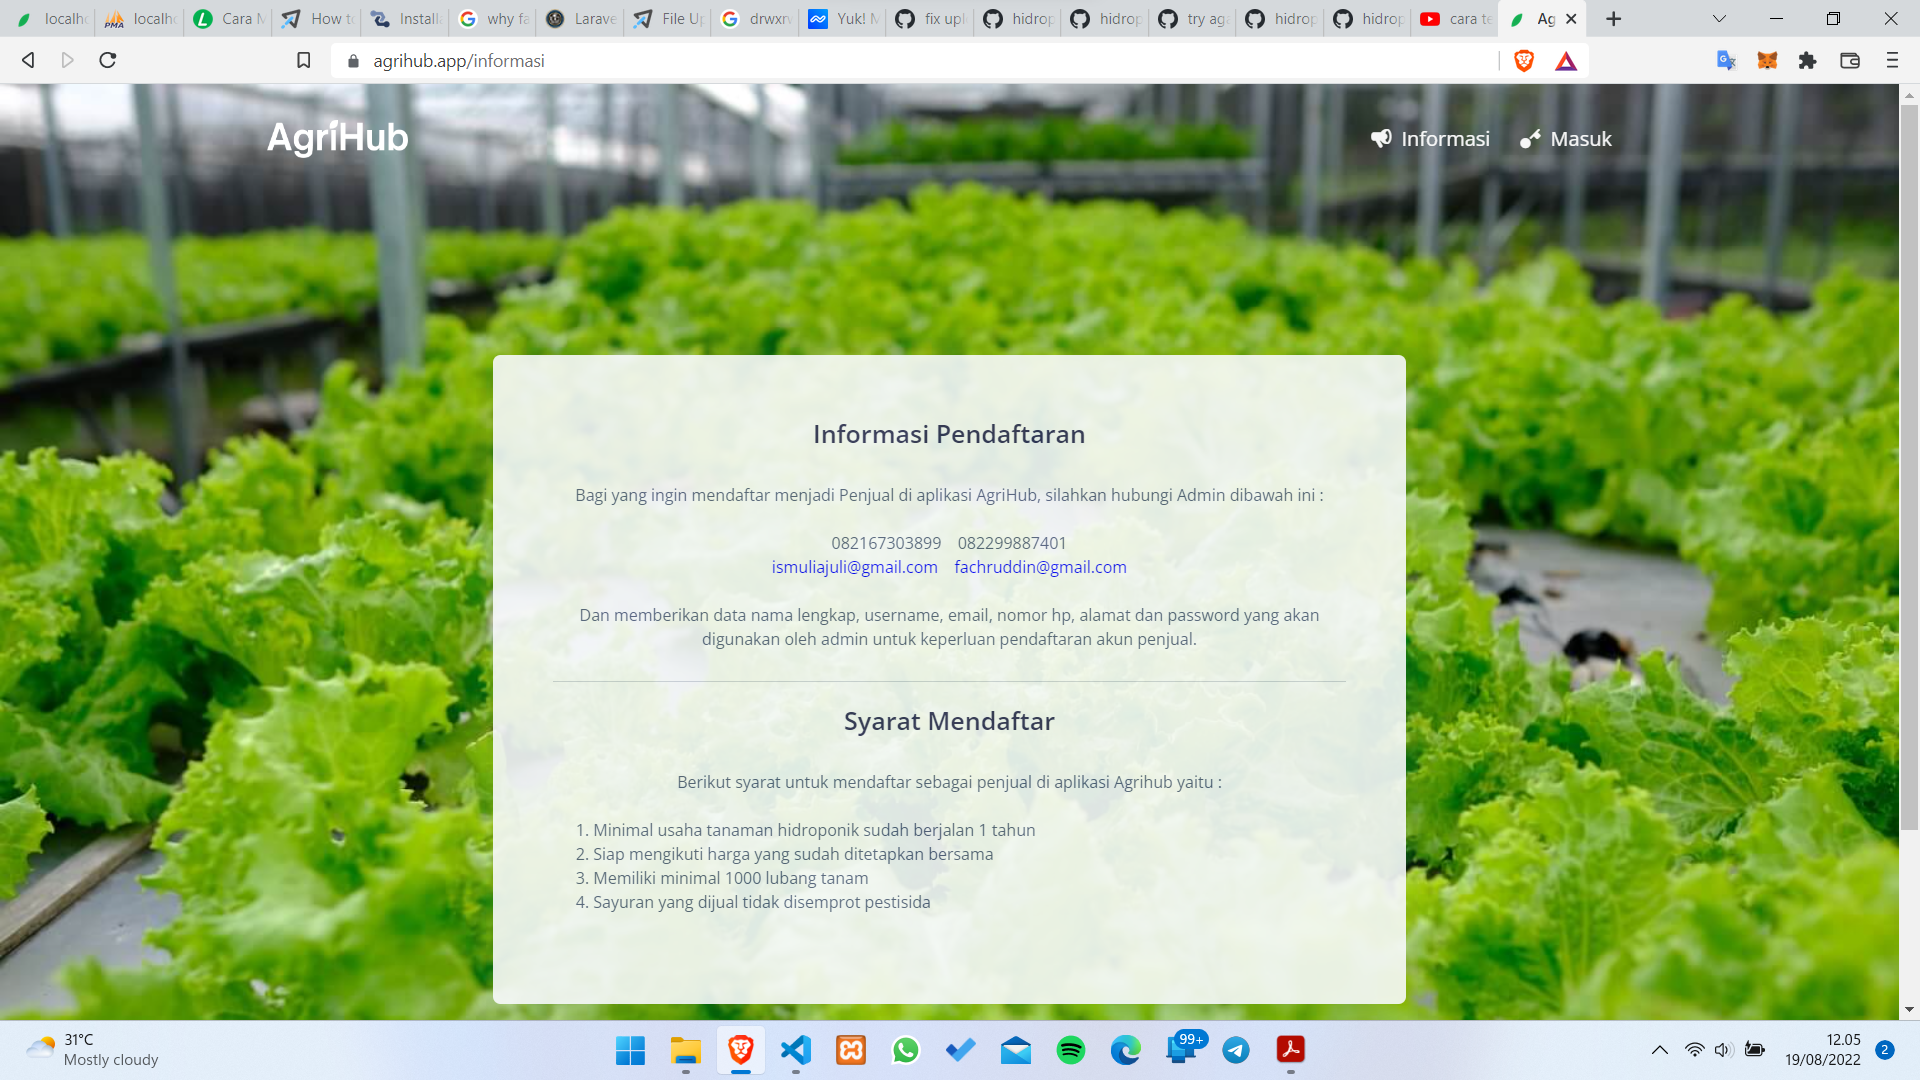 localho
localho
Cara M
How to
Install
why fa
Larave
File Up
drwxrv
Yuk! M
fix upl
hidrop
hidrop
try aga
hidrop
hidrop
cara te
Ag
agrihub.app/informasi
AgriHub
Informasi
Masuk
Informasi Pendaftaran
Bagi yang ingin mendaftar menjadi Penjual di aplikasi AgriHub, silahkan hubungi Admin dibawah ini :
082167303899 082299887401
ismuliajuli@gmail.com fachruddin@gmail.com
Dan memberikan data nama lengkap, username, email, nomor hp, alamat dan password yang akan
digunakan oleh admin untuk keperluan pendaftaran akun penjual.
Syarat Mendaftar
Berikut syarat untuk mendaftar sebagai penjual di aplikasi Agrihub yaitu :
1. Minimal usaha tanaman hidroponik sudah berjalan 1 tahun
2. Siap mengikuti harga yang sudah ditetapkan bersama
3. Memiliki minimal 1000 lubang tanam
4. Sayuran yang dijual tidak disemprot pestisida
31°C
Mostly cloudy
99+
12.05
19/08/2022
2